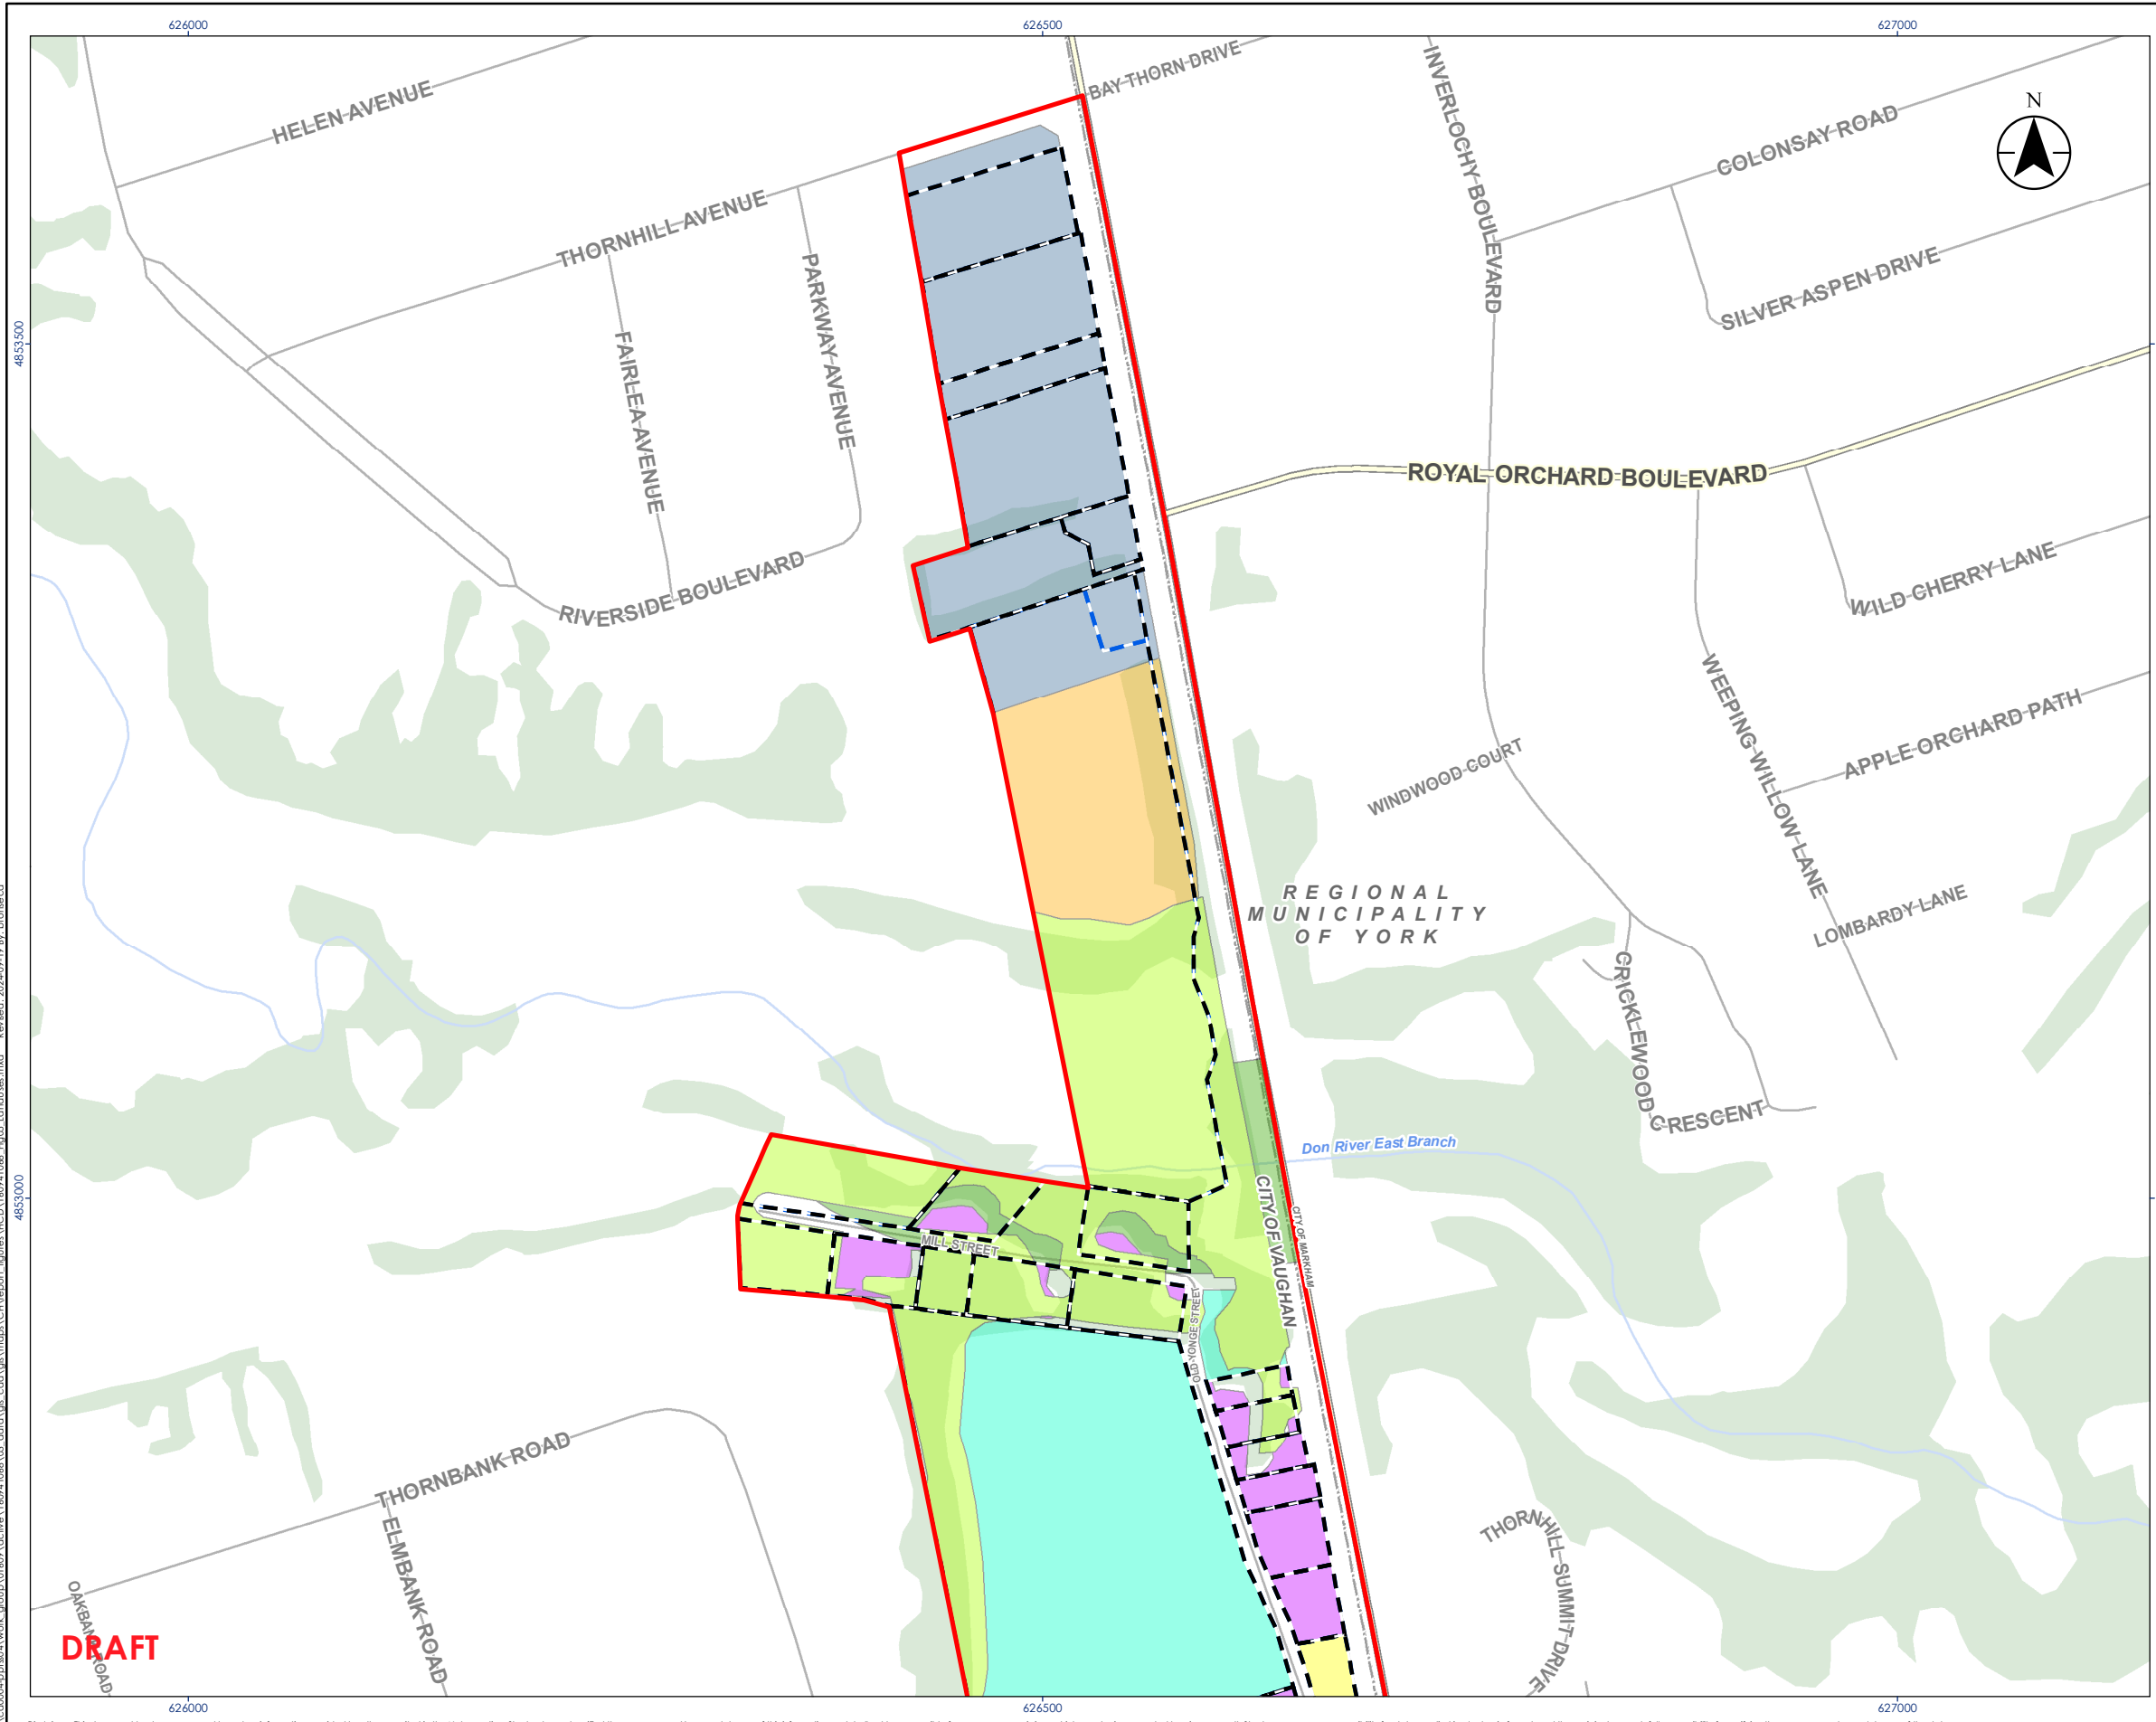 626000
626500
627000
HELEN AVENUE
BAY THORN DRIVE
INVERLOCHY BOULEVARD
COLONSAY ROAD
N
THORNHILL AVENUE
PARKWAY AVENUE
FAIRLEA AVENUE
SILVER ASPEN DRIVE
4853500
ROYAL ORCHARD BOULEVARD
RIVERSIDE BOULEVARD
WILD CHERRY LANE
WEEPING WILLOW LANE
APPLE ORCHARD PATH
WINDWOOD COURT
REGIONAL
MUNICIPALITY
OF YORK
LOMBARDY LANE
CRICKLEWOOD
CRESCENT
Don River East Branch
4853000
CITY OF VAUGHAN
CITY OF MARKHAM
MILL STREET
OLD YONGE STREET
THORNBANK ROAD
ELMBANK ROAD
OAKBANK ROAD
THORNHILL SUMMIT DRIVE
DRAFT
626000
626500
627000